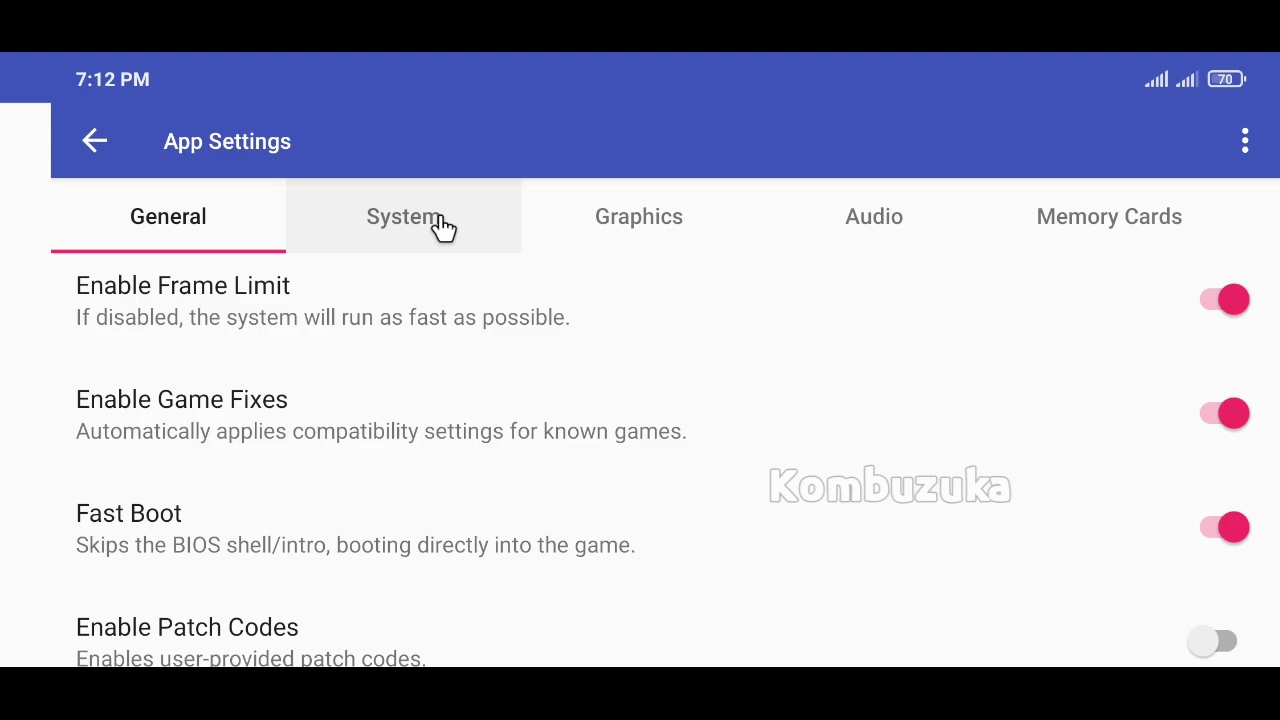 7:12 PM
70
App Settings
General
System
Graphics
Audio
Memory Cards
Enable Frame Limit
If disabled, the system will run as fast as possible.
Enable Game Fixes
Automatically applies compatibility settings for known games.
Kombuzuka
Fast Boot
Skips the BIOS shell/intro, booting directly into the game.
Enable Patch Codes
Enables user-provided patch codes.